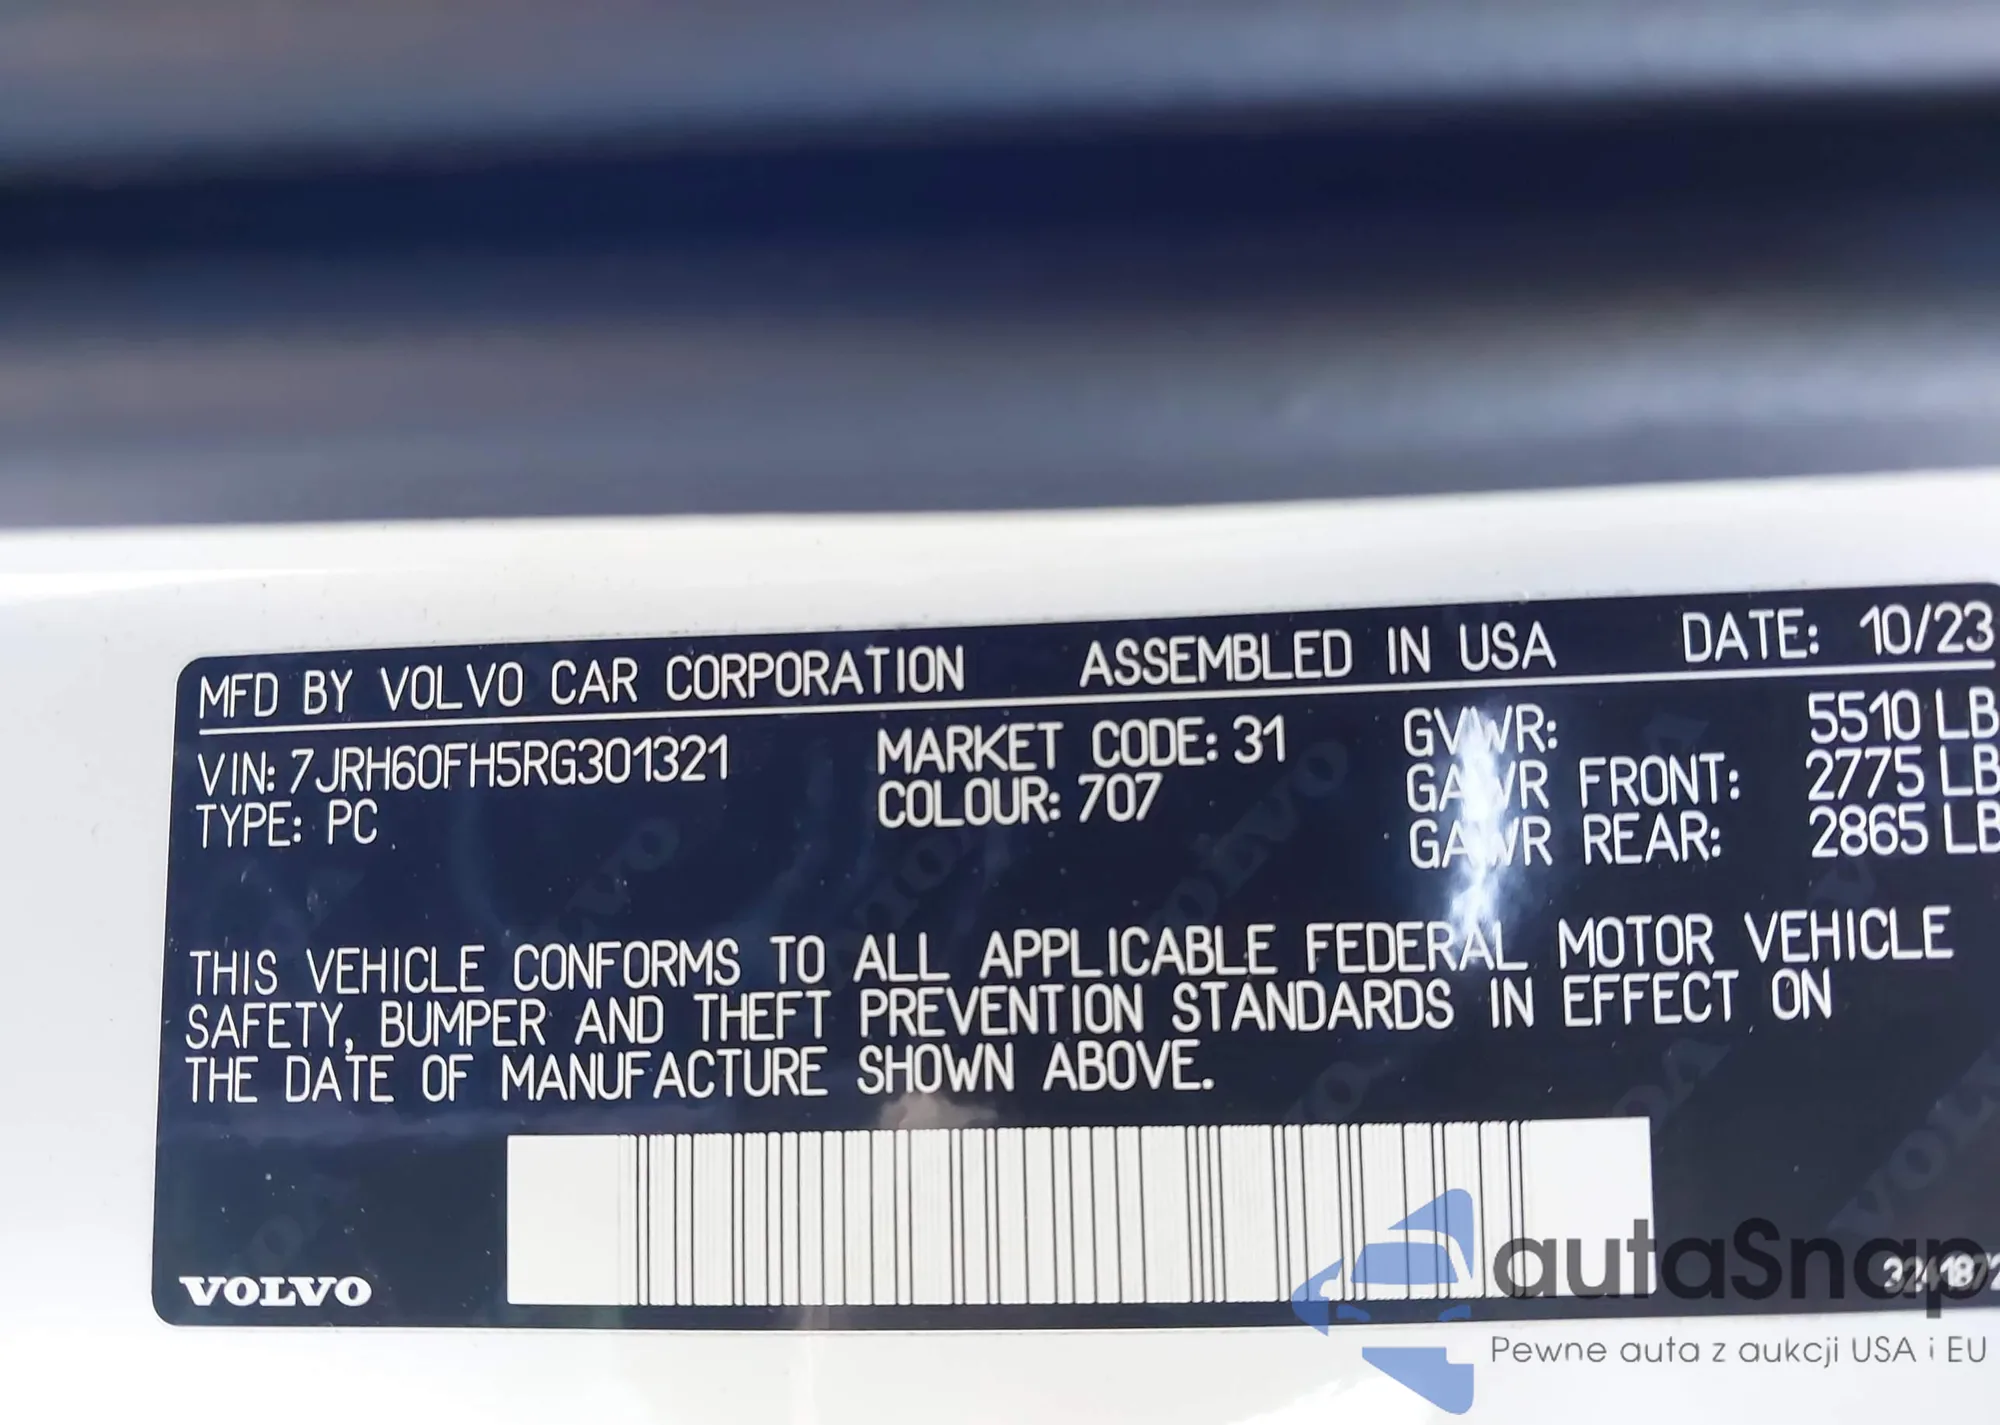 MFD BY VOLVO CAR CORPORATION ASSEMBLED IN USA DATE: 10/23
VIN: 7JRH60FH5RG301321 MARKET CODE: 31 GVWR: 5510 LB
TYPE: PC COLOUR: 707 GAWR FRONT: 2775 LB
GAWR REAR: 2865 LB
THIS VEHICLE CONFORMS TO ALL APPLICABLE FEDERAL MOTOR VEHICLE
SAFETY, BUMPER AND THEFT PREVENTION STANDARDS IN EFFECT ON
THE DATE OF MANUFACTURE SHOWN ABOVE.
VOLVO
autaSnap
Pewne auta z aukcji USA i EU